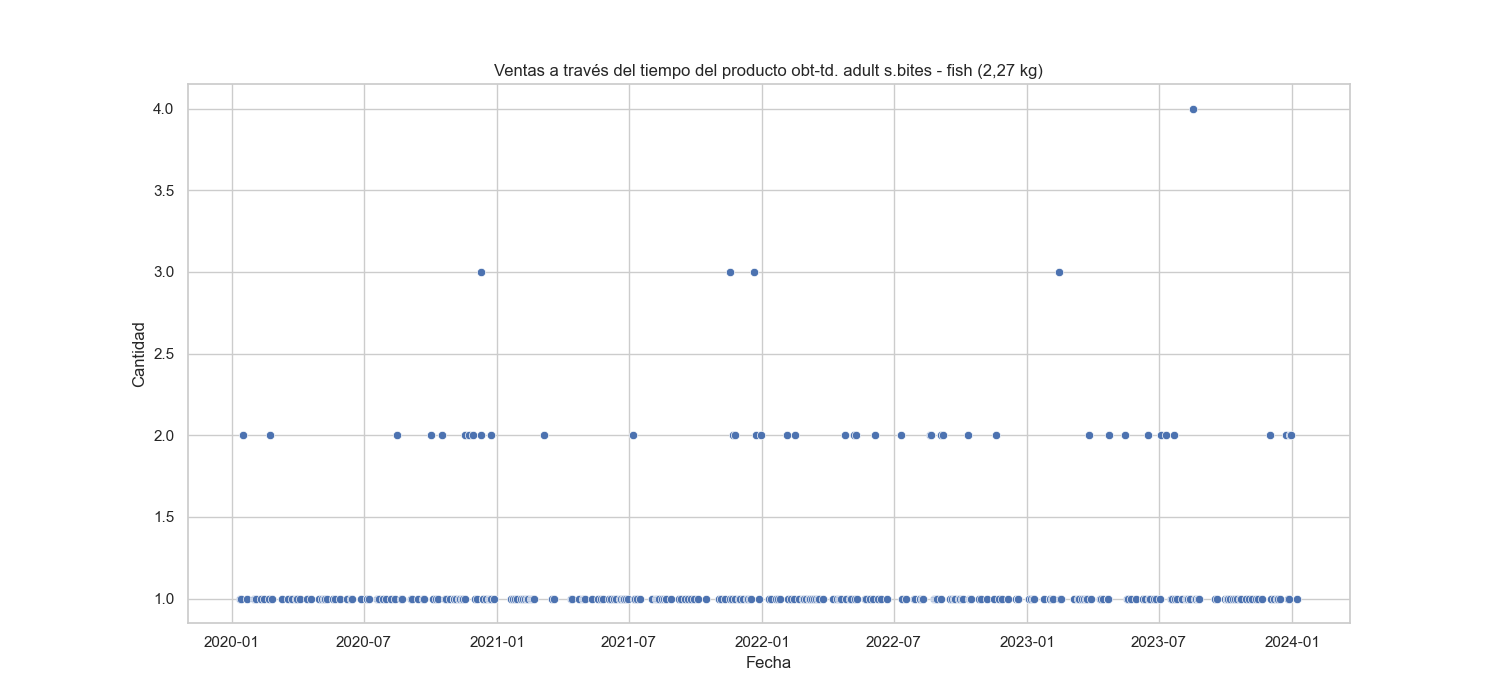 Ventas a través del tiempo del producto obt-td. adult s.bites - fish (2,27 kg)
4.0
3.5
3.0
2.5
2.0
1.5
1.0
Cantidad
2020-01 2020-07 2021-01 2021-07 2022-01 2022-07 2023-01 2023-07 2024-01
Fecha